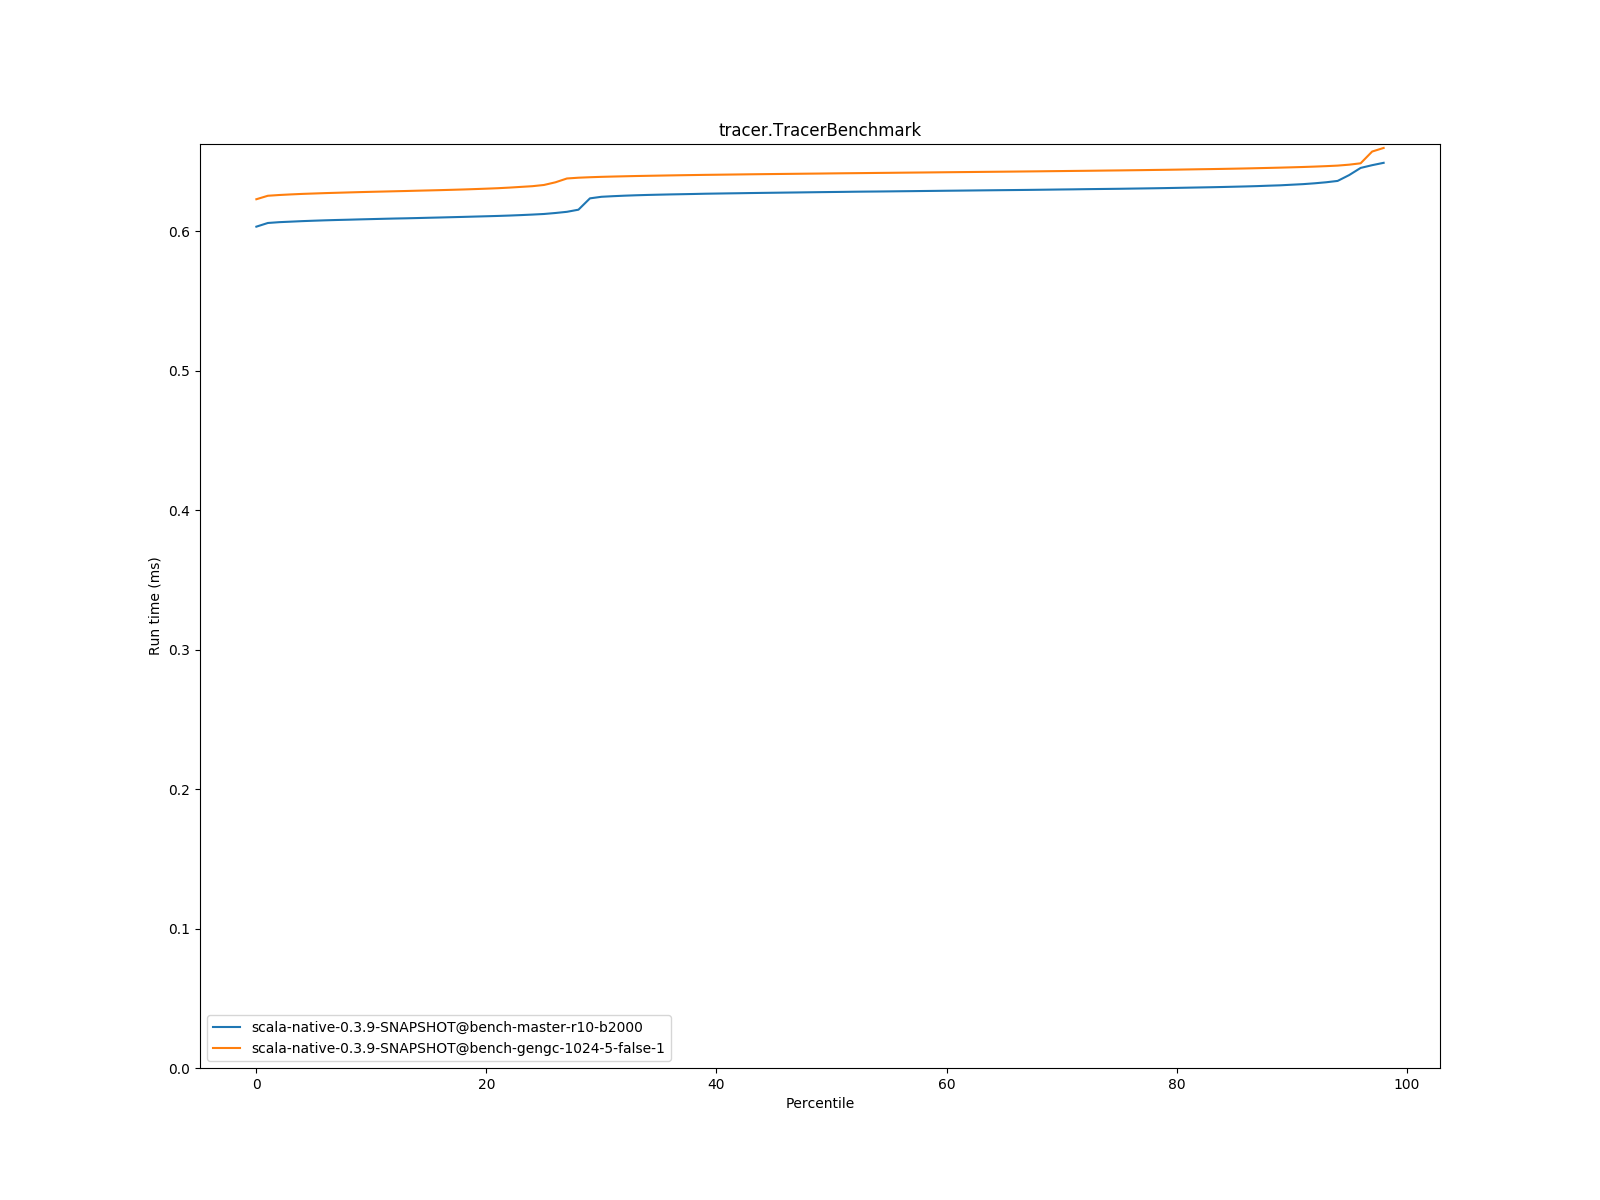 tracer.TracerBenchmark
Run time (ms)
0.6
0.5
0.4
0.3
0.2
0.1
0.0
scala-native-0.3.9-SNAPSHOT@bench-master-r10-b2000
scala-native-0.3.9-SNAPSHOT@bench-gengc-1024-5-false-1
0 20 40 60 80 100
Percentile